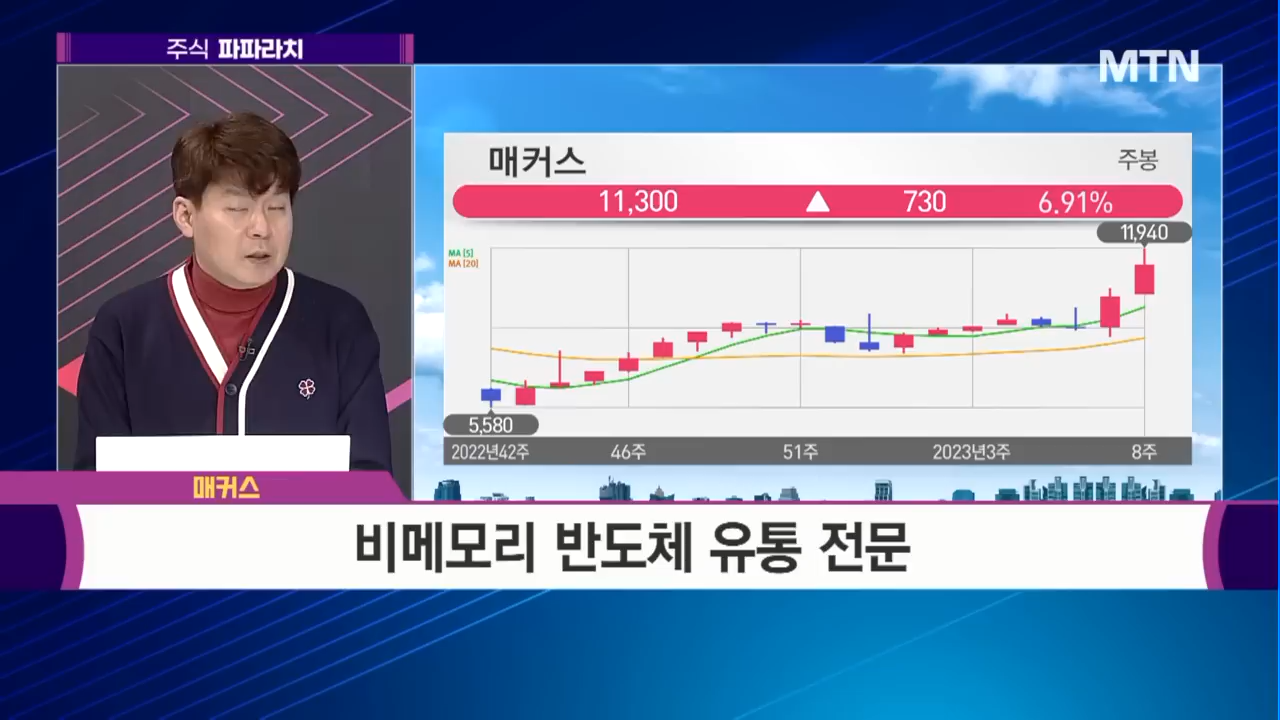 주식 파파라치
MTN
매커스
주봉
11,300 ▲ 730 6.91%
11,940
MA [5]
MA [20]
5,580
2022년42주 46주 51주 2023년3주 8주
매커스
비메모리 반도체 유통 전문